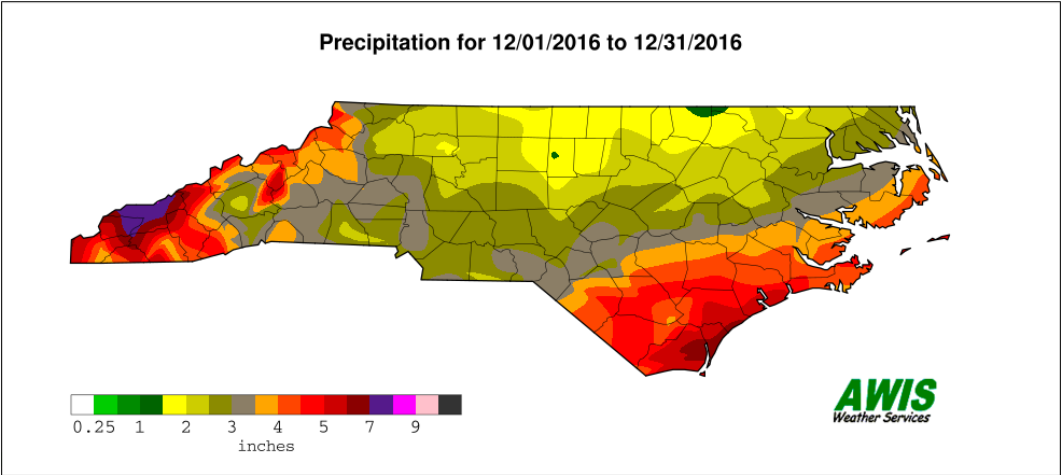 Precipitation for 12/01/2016 to 12/31/2016
0.25 1 2 3 4 5 7 9
inches
AWIS
Weather Services